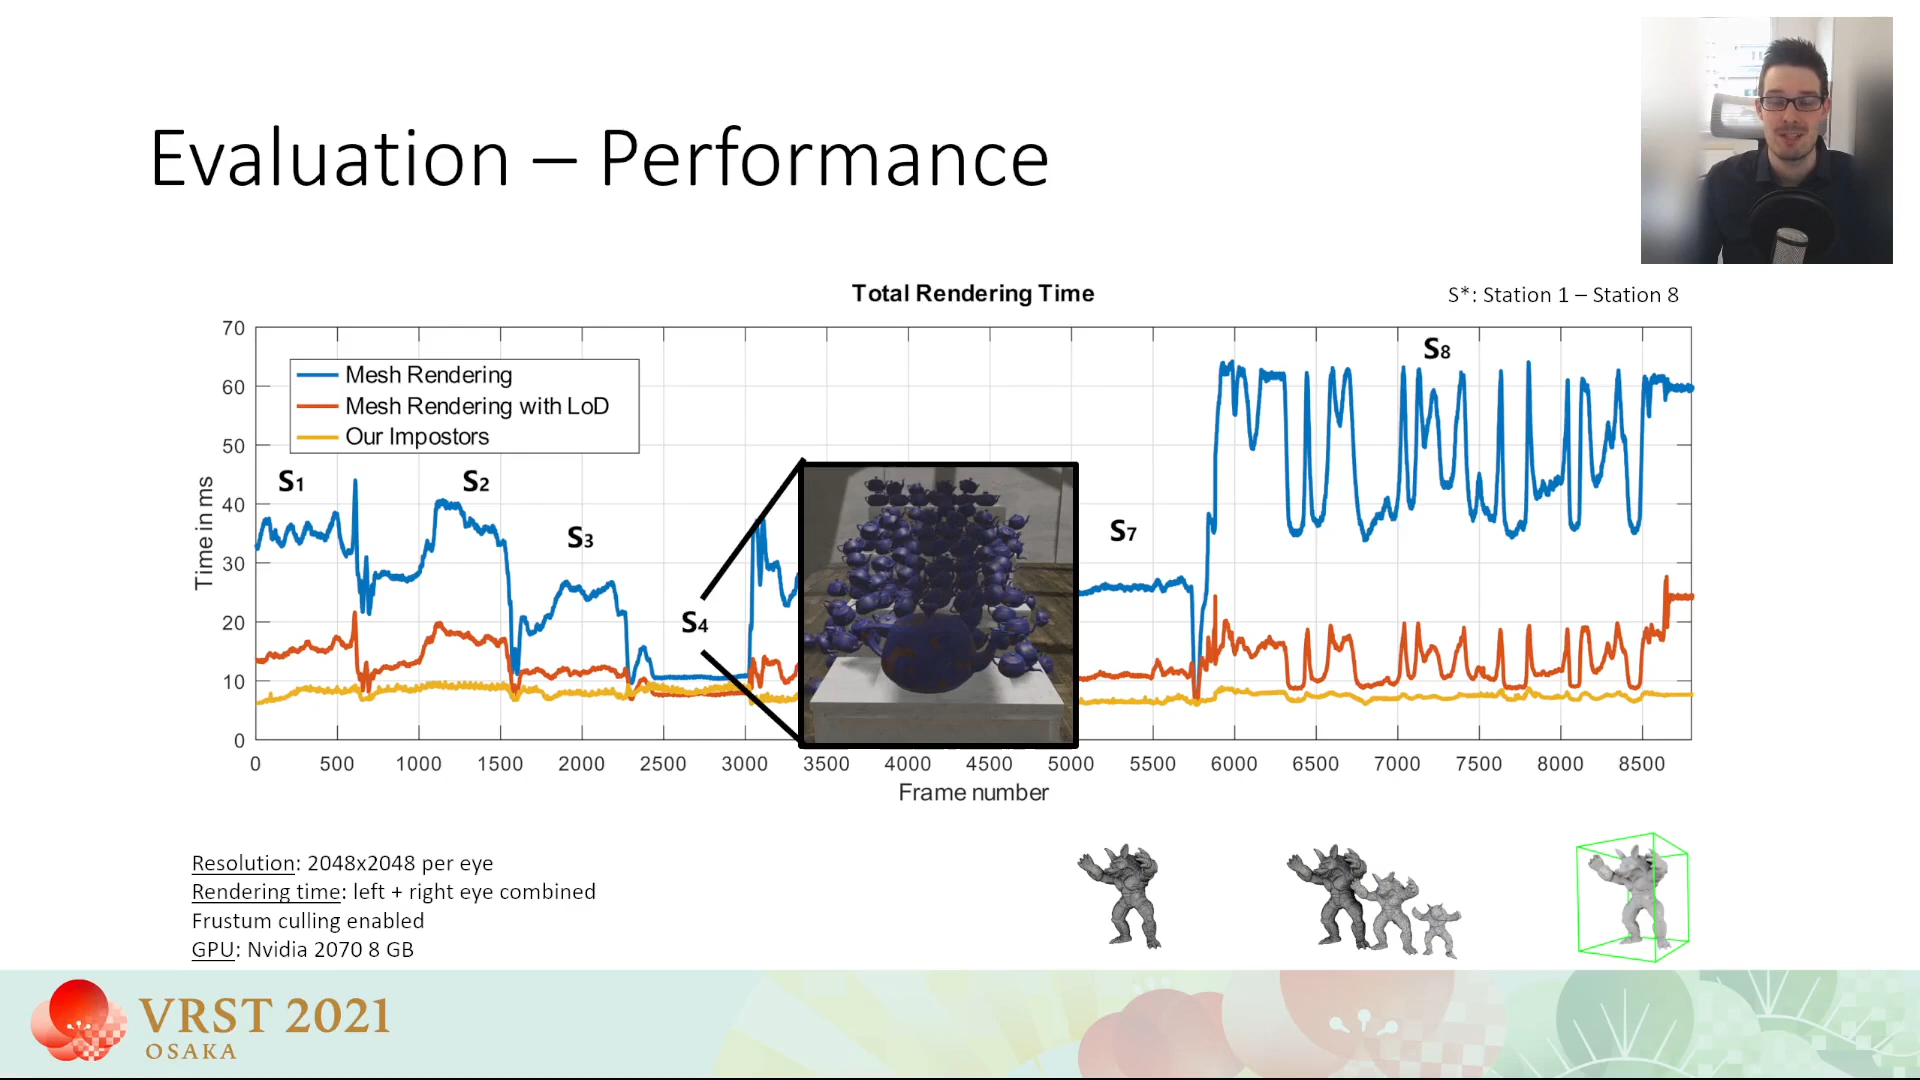 Evaluation – Performance
Total Rendering Time
S*: Station 1 – Station 8
70
60
50
40
30
20
10
0
Time in ms
Mesh Rendering
Mesh Rendering with LoD
Our Impostors
S1
S2
S3
S4
S7
S8
0 500 1000 1500 2000 2500 3000 3500 4000 4500 5000 5500 6000 6500 7000 7500 8000 8500
Frame number
Resolution: 2048x2048 per eye
Rendering time: left + right eye combined
Frustum culling enabled
GPU: Nvidia 2070 8 GB
VRST 2021
OSAKA